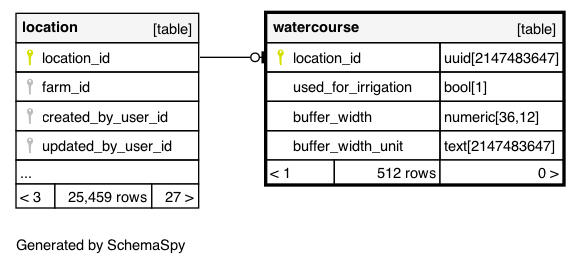 location [table]
location_id
farm_id
created_by_user_id
updated_by_user_id
...
< 3 25,459 rows 27 >
watercourse [table]
location_id uuid[2147483647]
used_for_irrigation bool[1]
buffer_width numeric[36,12]
buffer_width_unit text[2147483647]
< 1 512 rows 0 >
Generated by SchemaSpy